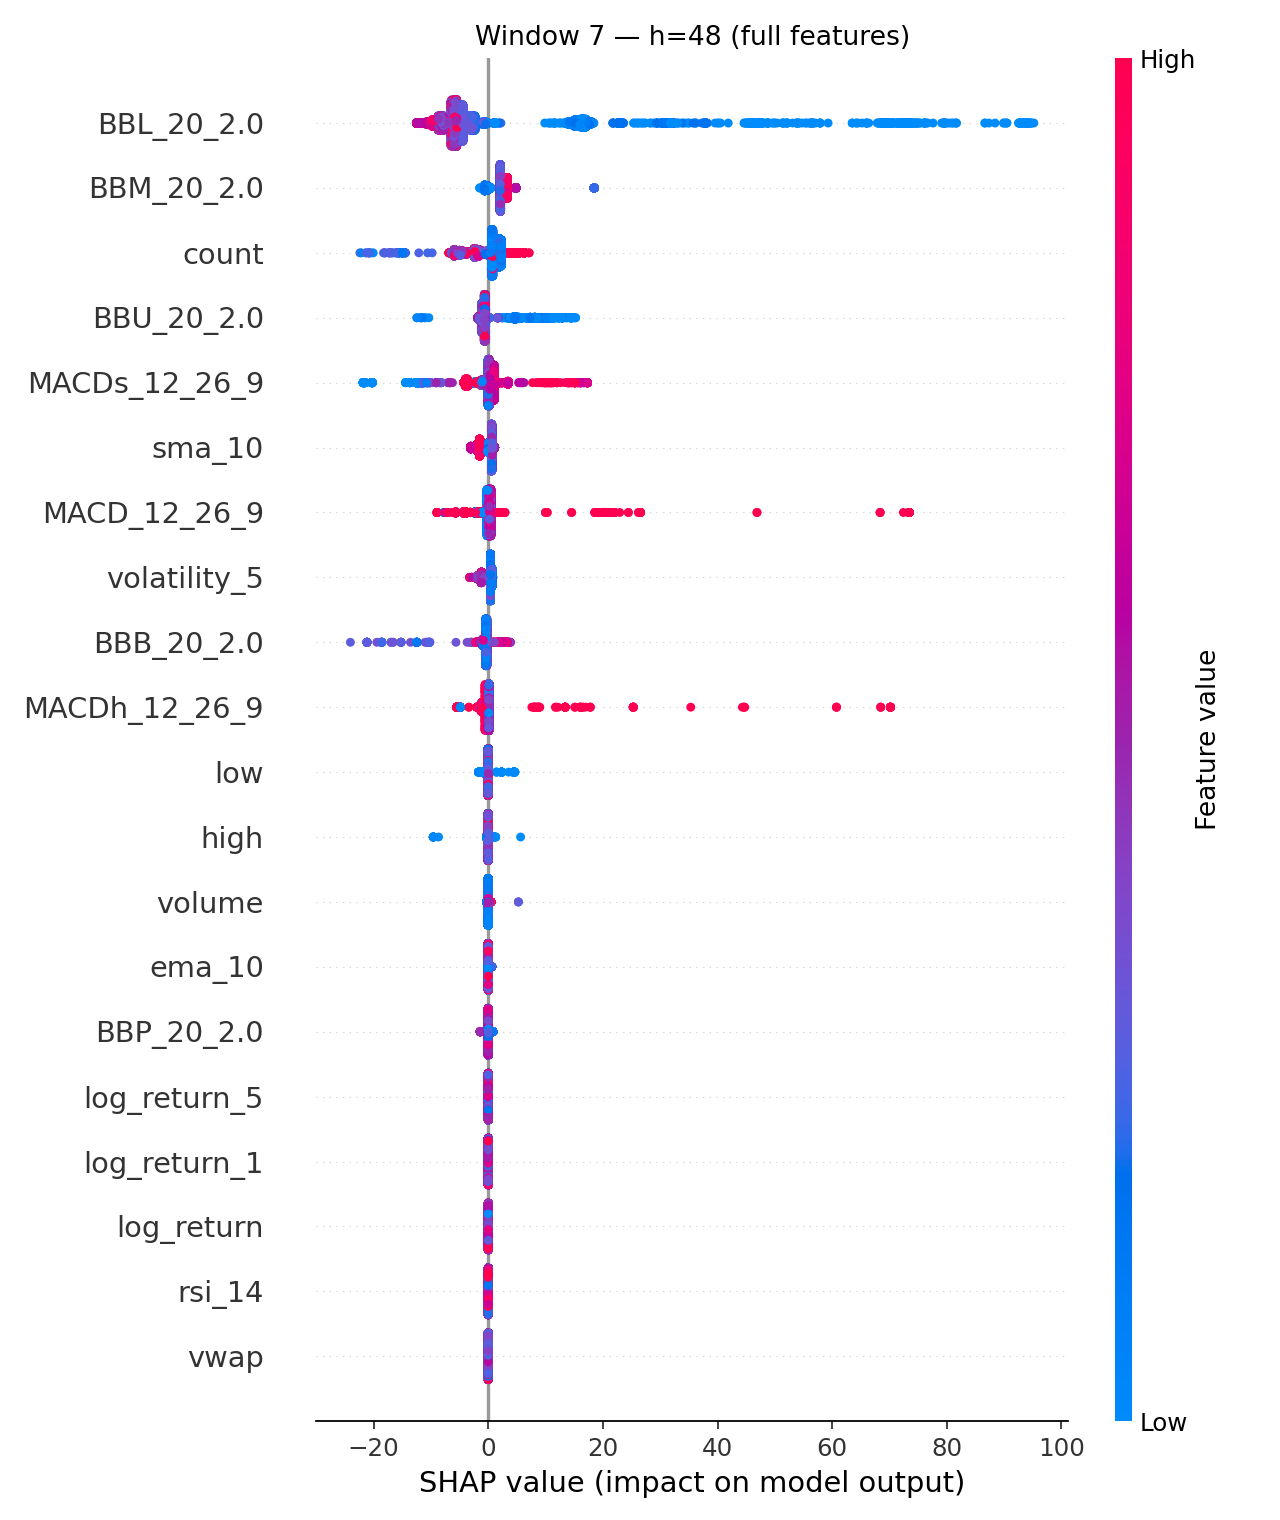 Window 7 — h=48 (full features)
High
BBL_20_2.0
BBM_20_2.0
count
BBU_20_2.0
MACDs_12_26_9
sma_10
MACD_12_26_9
volatility_5
BBB_20_2.0
MACDh_12_26_9
low
high
volume
ema_10
BBP_20_2.0
log_return_5
log_return_1
log_return
rsi_14
vwap
Feature value
Low
−20 0 20 40 60 80 100
SHAP value (impact on model output)